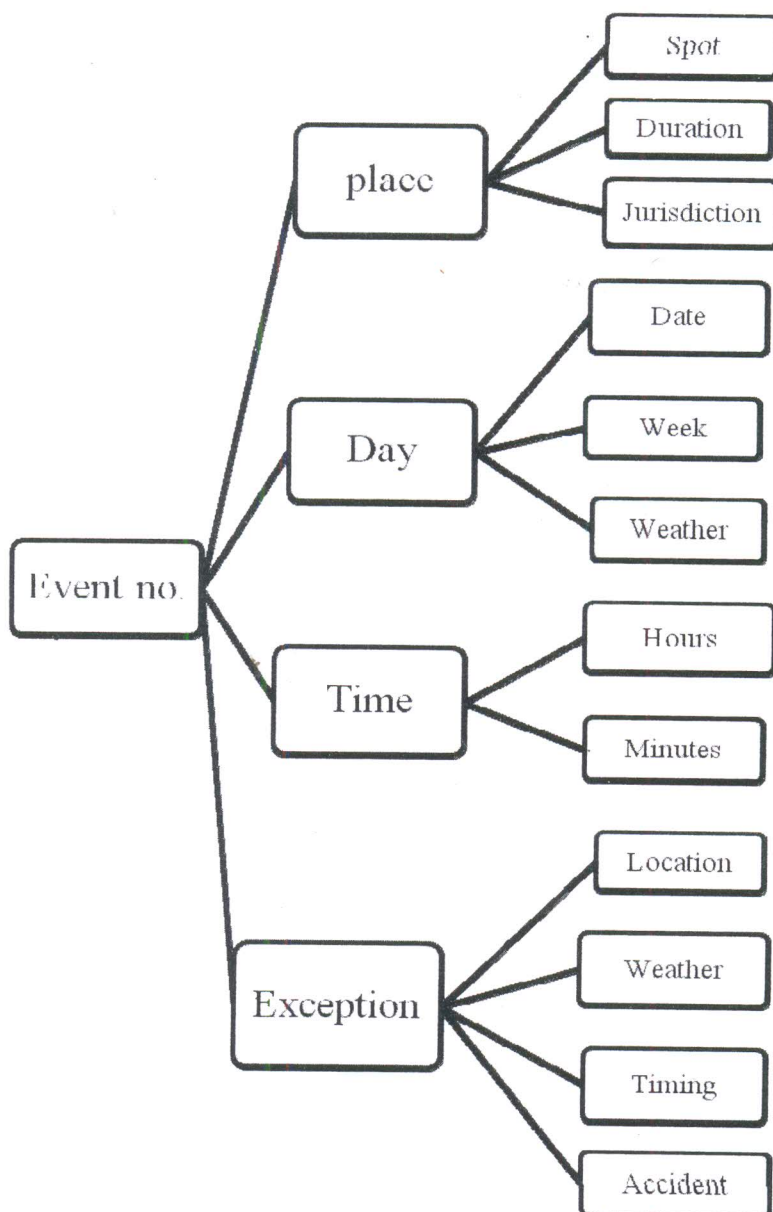 Spot
Duration
place
Jurisdiction
Date
Week
Day
Weather
Event no.
Hours
Time
Minutes
Location
Weather
Exception
Timing
Accident